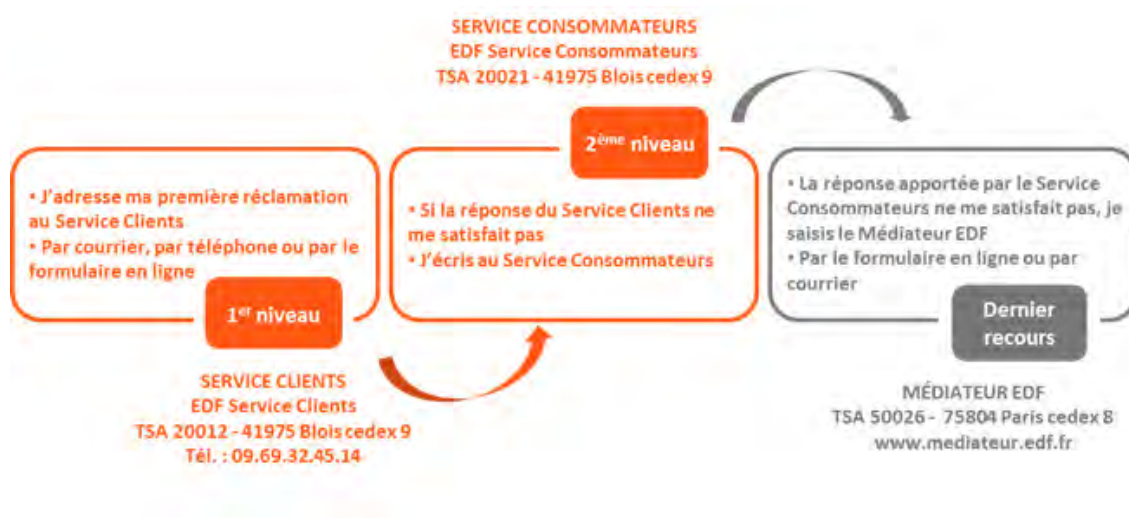 SERVICE CONSOMMATEURS
EDF Service Consommateurs
TSA 20021 - 41975 Blois cedex 9
2ème niveau
• J'adresse ma première réclamation
au Service Clients
• Par courrier, par téléphone ou par le
formulaire en ligne
1er niveau
SERVICE CLIENTS
EDF Service Clients
TSA 20012 - 41975 Blois cedex 9
Tél. : 09.69.32.45.14
• Si la réponse du Service Clients ne
me satisfait pas
• J'écris au Service Consommateurs
• La réponse apportée par le Service
Consommateurs ne me satisfait pas, je
saisis le Médiateur EDF
• Par le formulaire en ligne ou par
courrier
Dernier
recours
MÉDIATEUR EDF
TSA 50026 - 75804 Paris cedex 8
www.mediateur.edf.fr